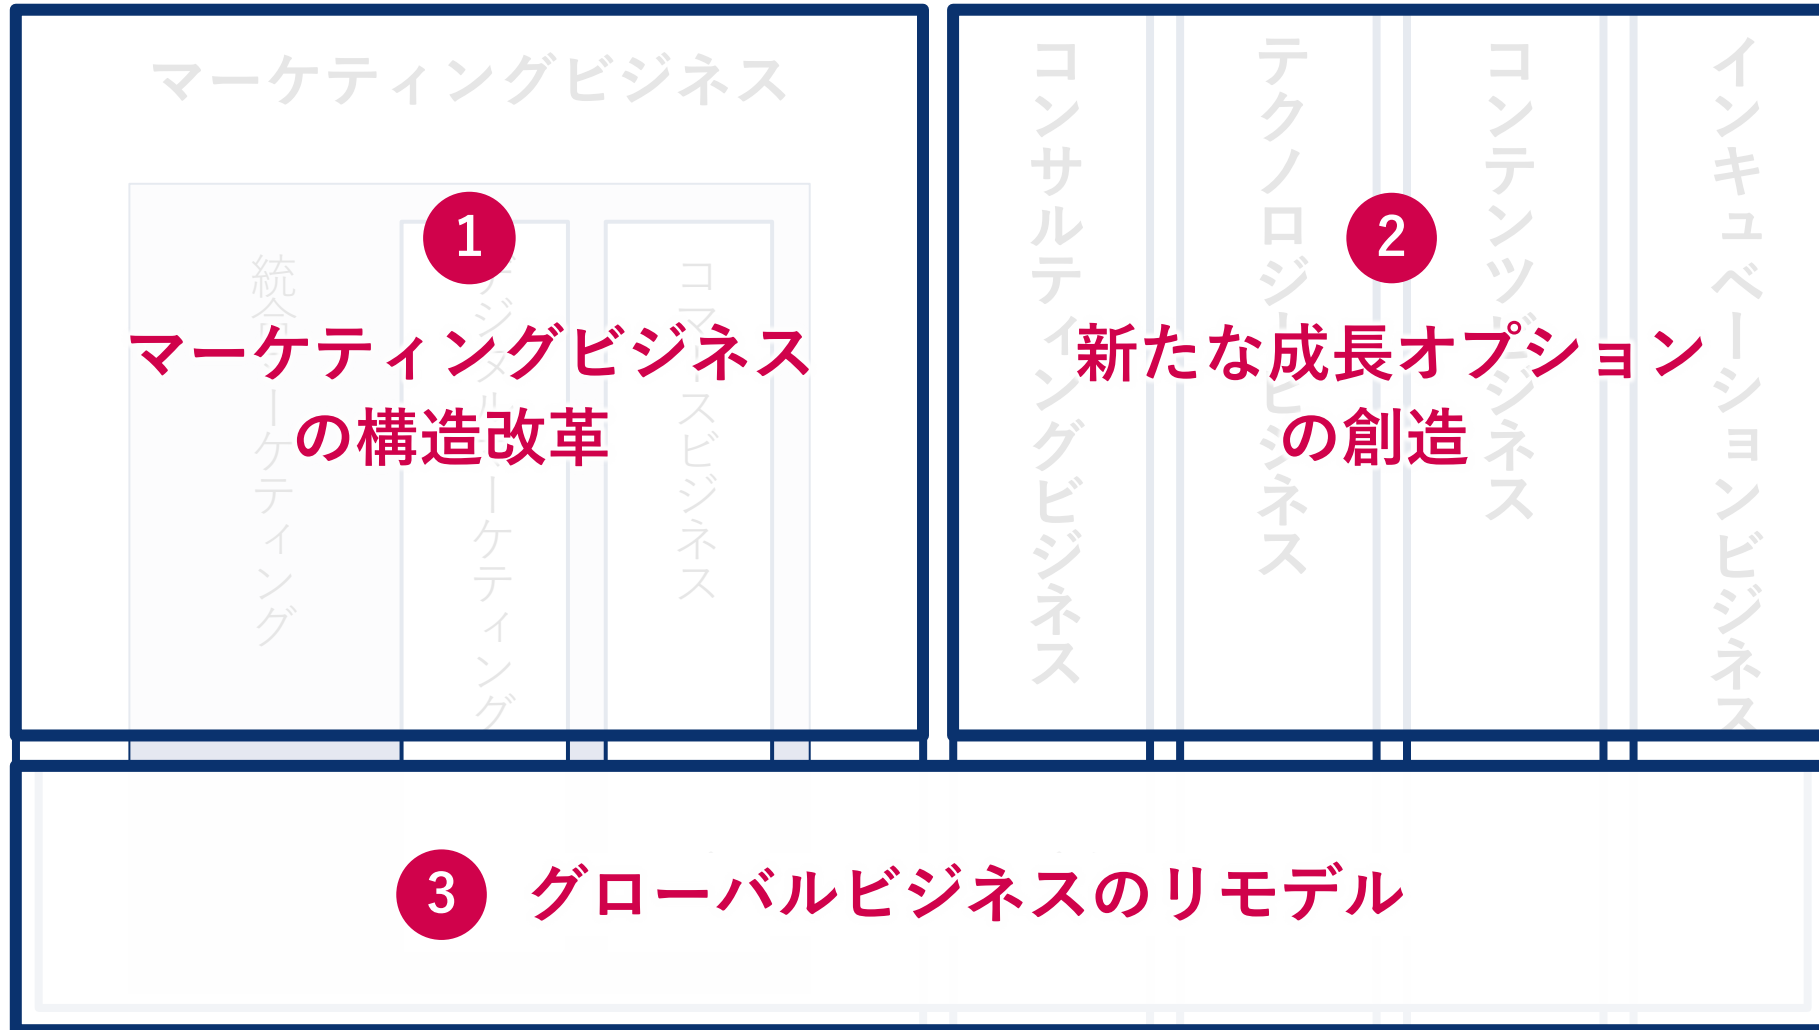 マーケティングビジネス
統合マーケティング
デジタルマーケティング
コマースビジネス
1
マーケティングビジネス
の構造改革
コンサルティングビジネス
テクノロジービジネス
コンテンツビジネス
インキュベーションビジネス
2
新たな成長オプション
の創造
3
グローバルビジネスのリモデル